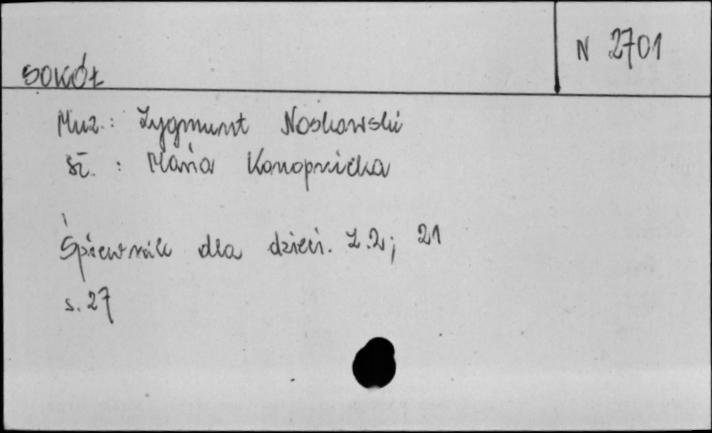 N 2701
SOKÓŁ
Muz.: Zygmunt Noskowski
Sł. : Maria Konopnicka
Śpiewnik dla dzieci. Z.2; 21
s. 27